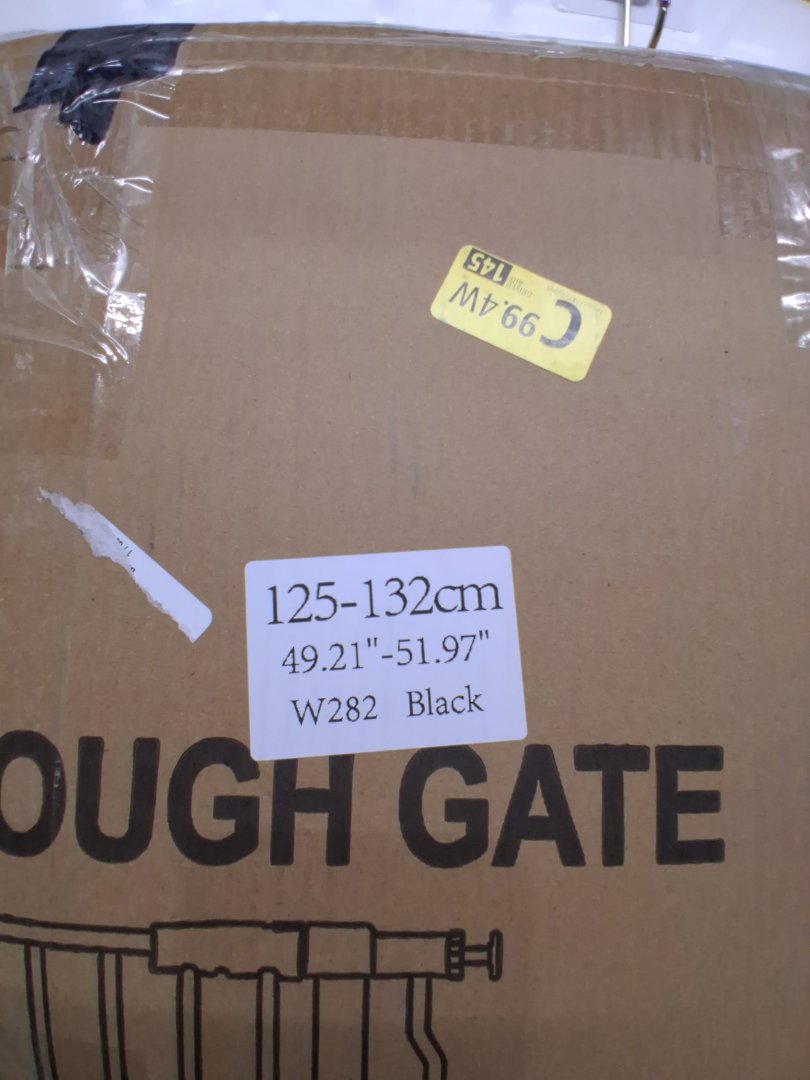 145
C 99.4W
125-132cm
49.21"-51.97"
W282 Black
OUGH GATE